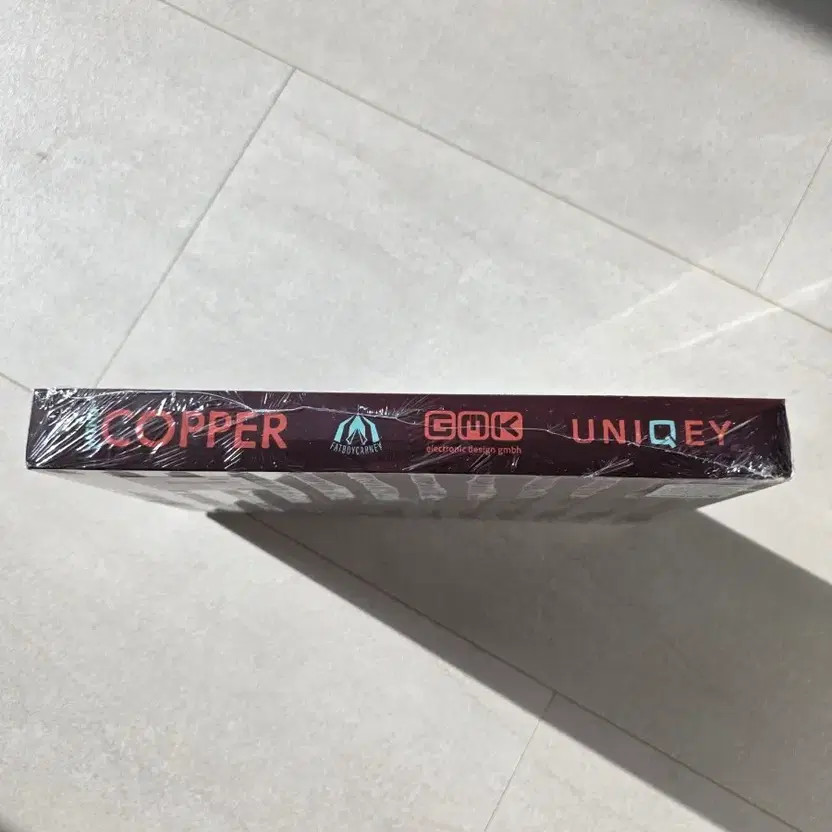 COPPER
FATBOYCARNEY
GMK
electronic design gmbh
UNIQEY